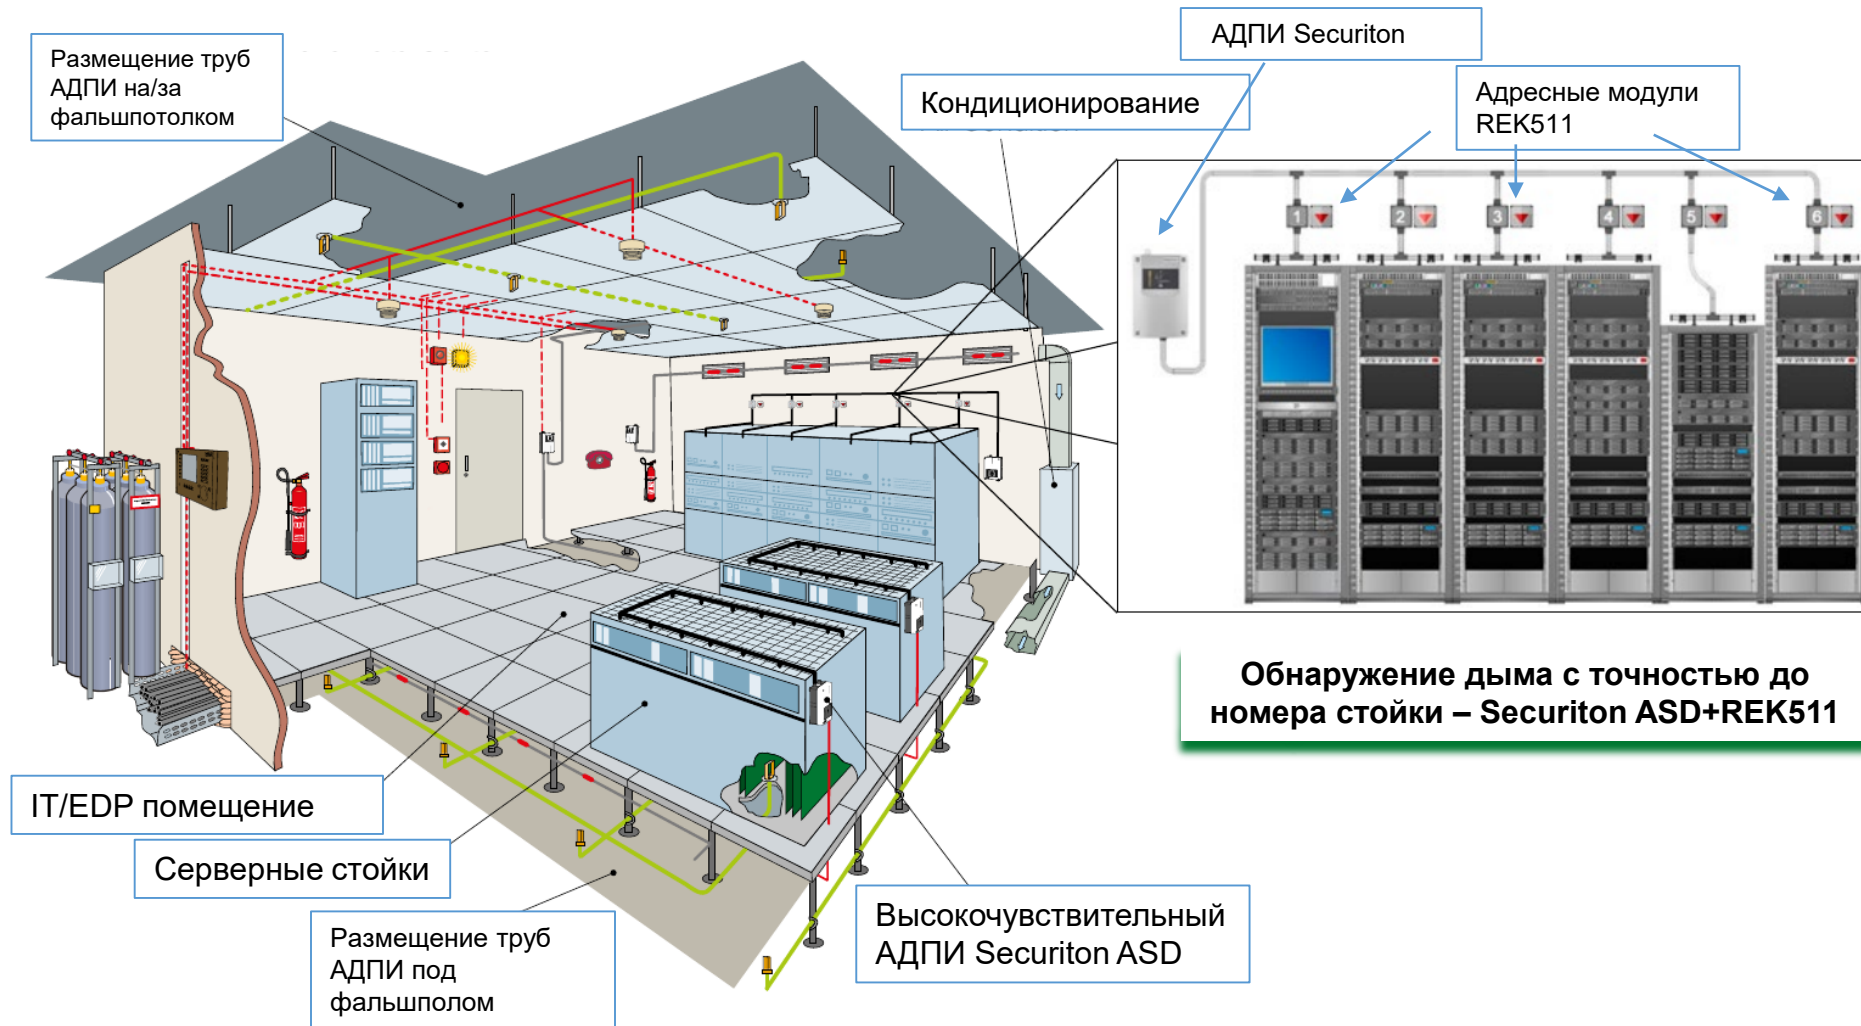 Размещение труб
АДПИ на/за
фальшпотолком
АДПИ Securiton
Кондиционирование
Адресные модули
REK511
1
2
3
4
5
6
Обнаружение дыма с точностью до
номера стойки – Securiton ASD+REK511
IT/EDP помещение
Серверные стойки
Размещение труб
АДПИ под
фальшполом
Высокочувствительный
АДПИ Securiton ASD